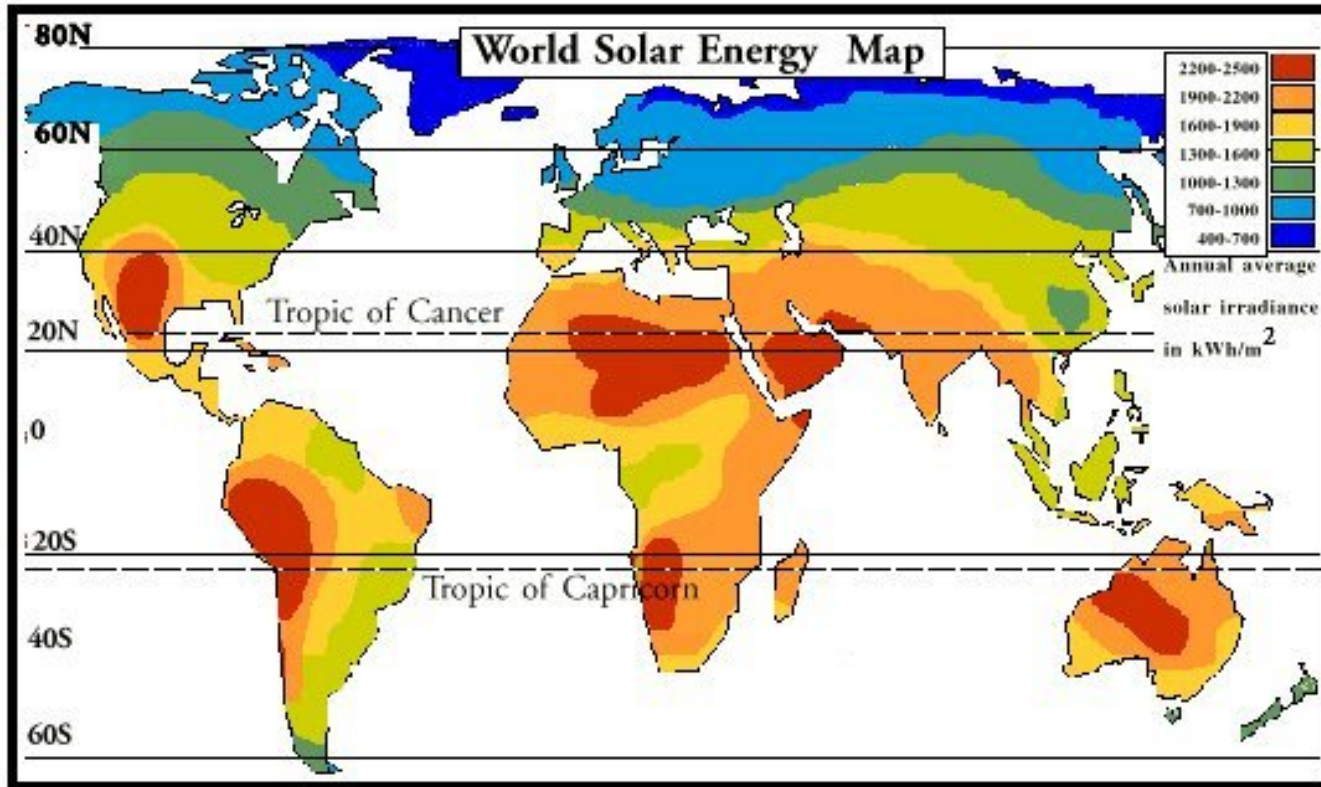 80N
World Solar Energy Map
2200-2500
1900-2200
60N
1600-1900
1300-1600
1000-1300
700-1000
40N
400-700
Annual average
Tropic of Cancer
solar irradiance
20N
in kWh/m2
0
20S
Tropic of Capricorn
40S
60S